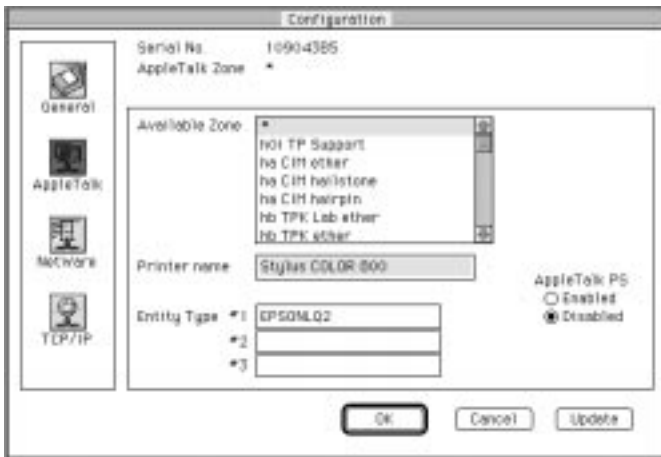 Configuration
Serial No. 10904385
AppleTalk Zone *
General
AppleTalk
NetWare
TCP/IP
Available Zone *
h01 TP Support
ha CIM ether
ha CIM hailstone
ha CIM hairpin
hb TPK Lab ether
hb TPK ether
Printer name Stylus COLOR 800
AppleTalk PS
Enabled
Disabled
Entity Type #1 EPSONLQ2
#2
#3
OK Cancel Update